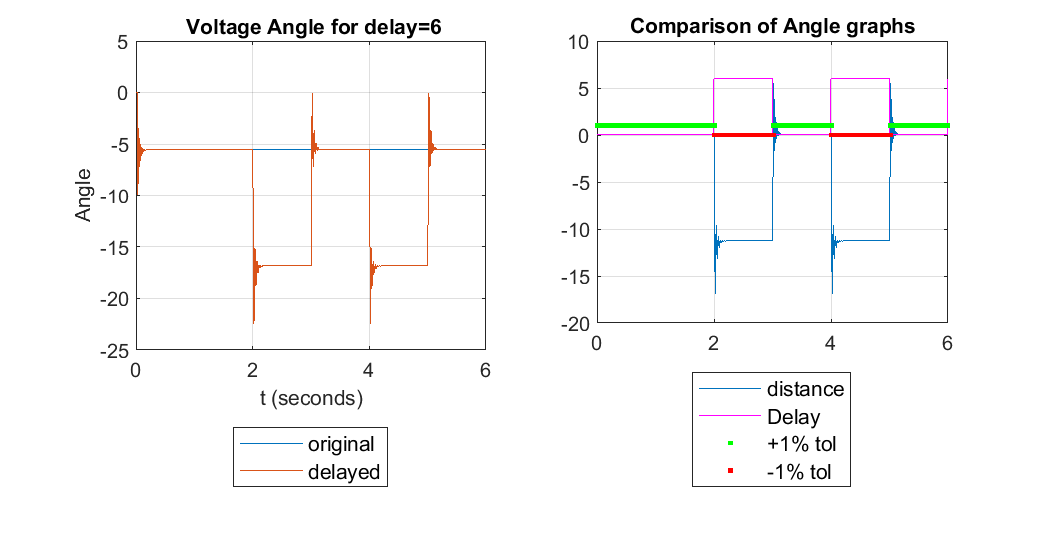 Voltage Angle for delay=6
5
0
-5
-10
-15
-20
-25
Angle
0
2
4
6
t (seconds)
original
delayed
Comparison of Angle graphs
10
5
0
-5
-10
-15
-20
0
2
4
6
distance
Delay
+1% tol
-1% tol